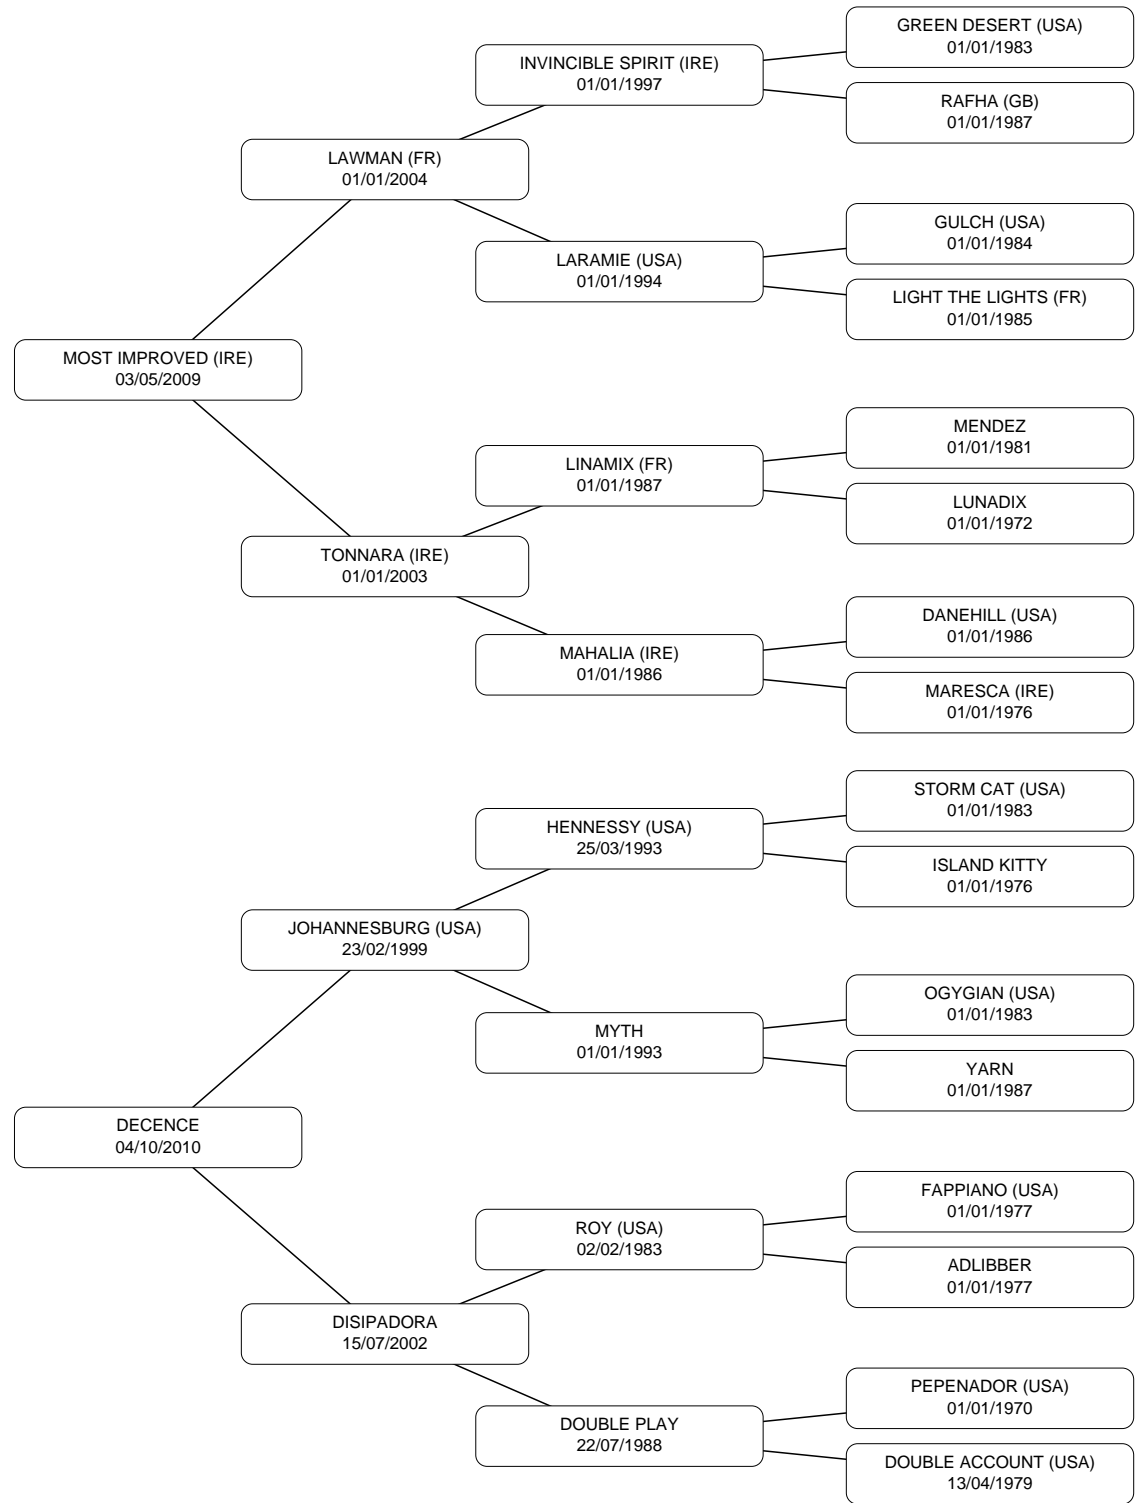 GREEN DESERT (USA)
01/01/1983
INVINCIBLE SPIRIT (IRE)
01/01/1997
RAFHA (GB)
01/01/1987
LAWMAN (FR)
01/01/2004
GULCH (USA)
01/01/1984
LARAMIE (USA)
01/01/1994
LIGHT THE LIGHTS (FR)
01/01/1985
MOST IMPROVED (IRE)
03/05/2009
MENDEZ
01/01/1981
LINAMIX (FR)
01/01/1987
LUNADIX
01/01/1972
TONNARA (IRE)
01/01/2003
DANEHILL (USA)
01/01/1986
MAHALIA (IRE)
01/01/1986
MARESCA (IRE)
01/01/1976
STORM CAT (USA)
01/01/1983
HENNESSY (USA)
25/03/1993
ISLAND KITTY
01/01/1976
JOHANNESBURG (USA)
23/02/1999
OGYGIAN (USA)
01/01/1983
MYTH
01/01/1993
YARN
01/01/1987
DECENCE
04/10/2010
FAPPIANO (USA)
01/01/1977
ROY (USA)
02/02/1983
ADLIBBER
01/01/1977
DISIPADORA
15/07/2002
PEPENADOR (USA)
01/01/1970
DOUBLE PLAY
22/07/1988
DOUBLE ACCOUNT (USA)
13/04/1979